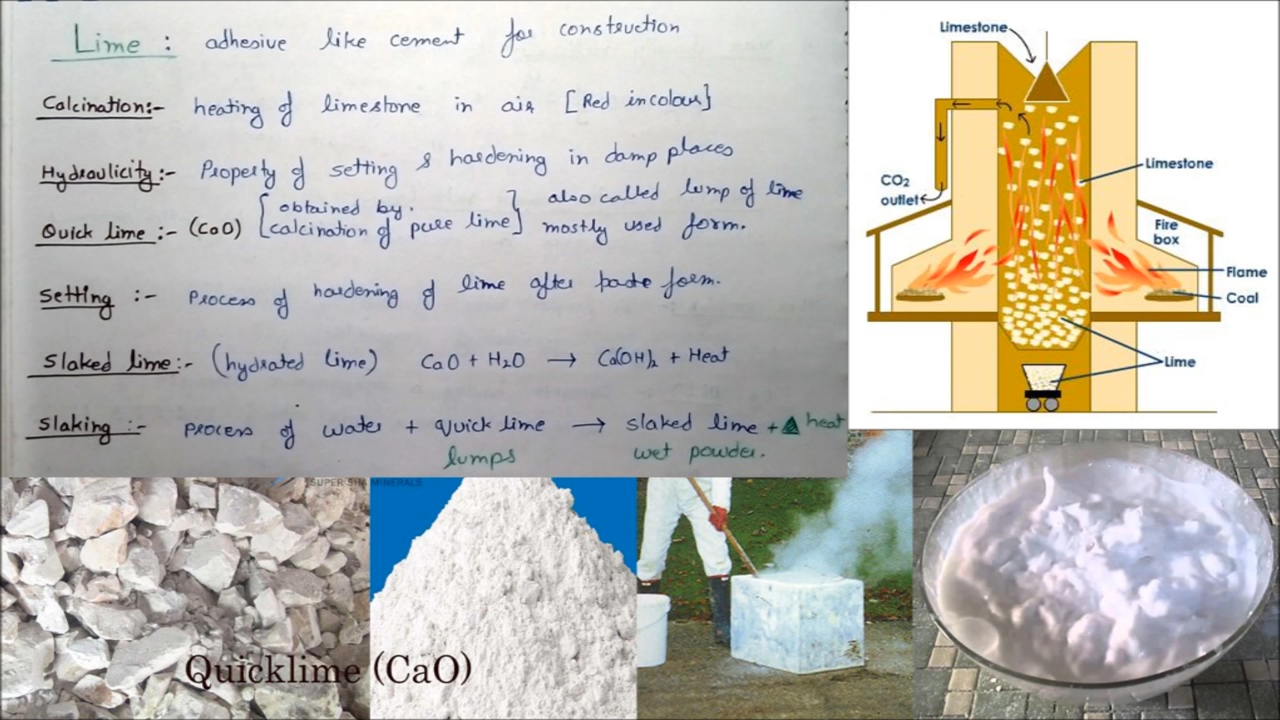 Lime : adhesive like cement for construction
Calcination:- heating of limestone in air [Red in colour]
Hydraulicity:- Property of setting & hardening in damp places
Quick lime :- (CaO) [obtained by. calcination of pure lime] also called lump of lime mostly used form.
Setting :- Process of hardening of lime after paste form.
Slaked lime:- (hydrated lime) CaO + H₂O → Ca(OH)₂ + Heat
Slaking :- process of water + quick lime → slaked lime + ▲ heat
lumps wet powder.
Limestone
Limestone
CO₂
outlet
Fire
box
Flame
Coal
Lime
SUPER SHA MINERALS
Quicklime (CaO)